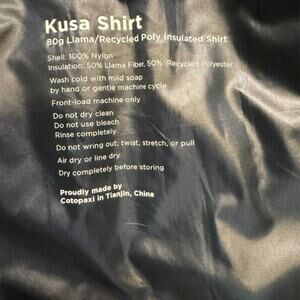 Kusa Shirt
80g Llama/Recycled Poly Insulated Shirt
Shell: 100% Nylon
Insulation: 50% Llama Fiber, 50% Recycled Polyester
Wash cold with mild soap
by hand or gentle machine cycle
Front-load machine only
Do not dry clean
Do not use bleach
Rinse completely
Do not wring out, twist, stretch, or pull
Air dry or line dry
Dry completely before storing
Proudly made by
Cotopaxi in Tianjin, China